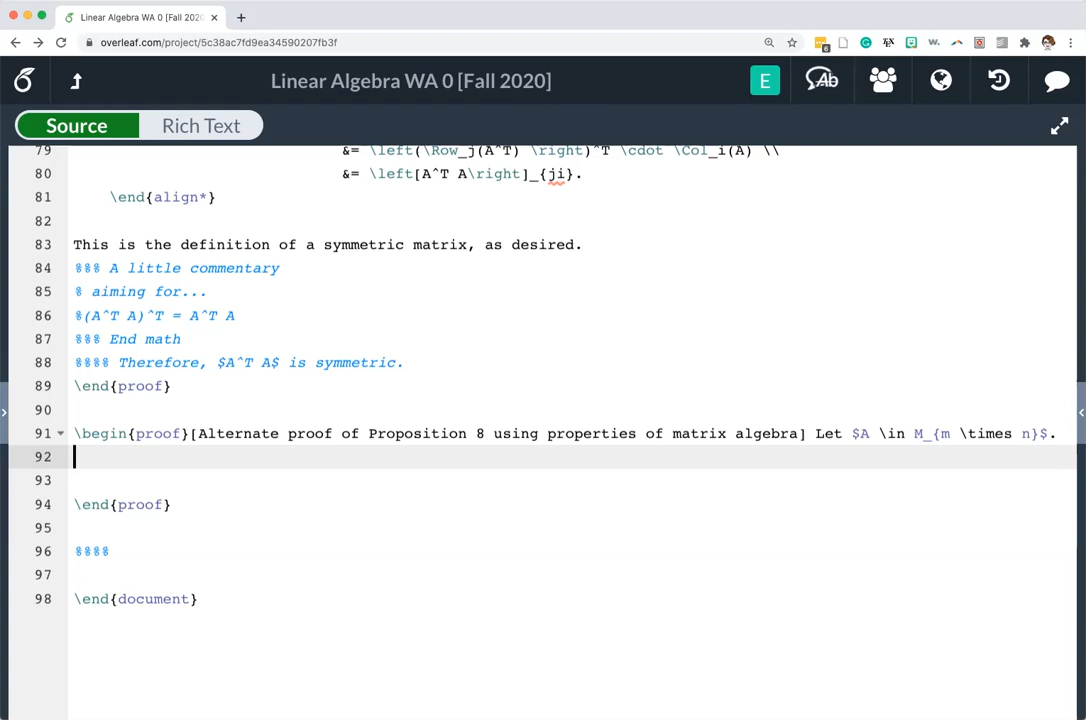 Linear Algebra WA 0 [Fall 202
overleaf.com/project/5c38ac7fd9ea34590207fb3f
6
TEX
w.
Linear Algebra WA 0 [Fall 2020]
E
Ab
Source
Rich Text
79 &= \left(\Row_j(A^T) \right)^T \cdot \Col_i(A) \\
80 &= \left[A^T A\right]_{ji}.
81 \end{align*}
82
83 This is the definition of a symmetric matrix, as desired.
84 %%% A little commentary
85 % aiming for...
86 %(A^T A)^T = A^T A
87 %%% End math
88 %%%% Therefore, $A^T A$ is symmetric.
89 \end{proof}
90
91 \begin{proof}[Alternate proof of Proposition 8 using properties of matrix algebra] Let $A \in M_{m \times n}$.
92
93
94 \end{proof}
95
96 %%%%
97
98 \end{document}